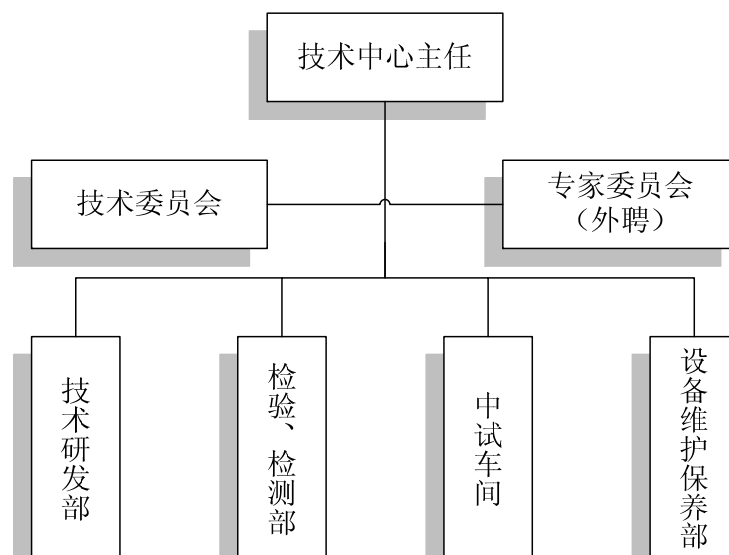 技术中心主任
技术委员会
专家委员会
（外聘）
技术研发部
检验、检测部
中试车间
设备维护保养部